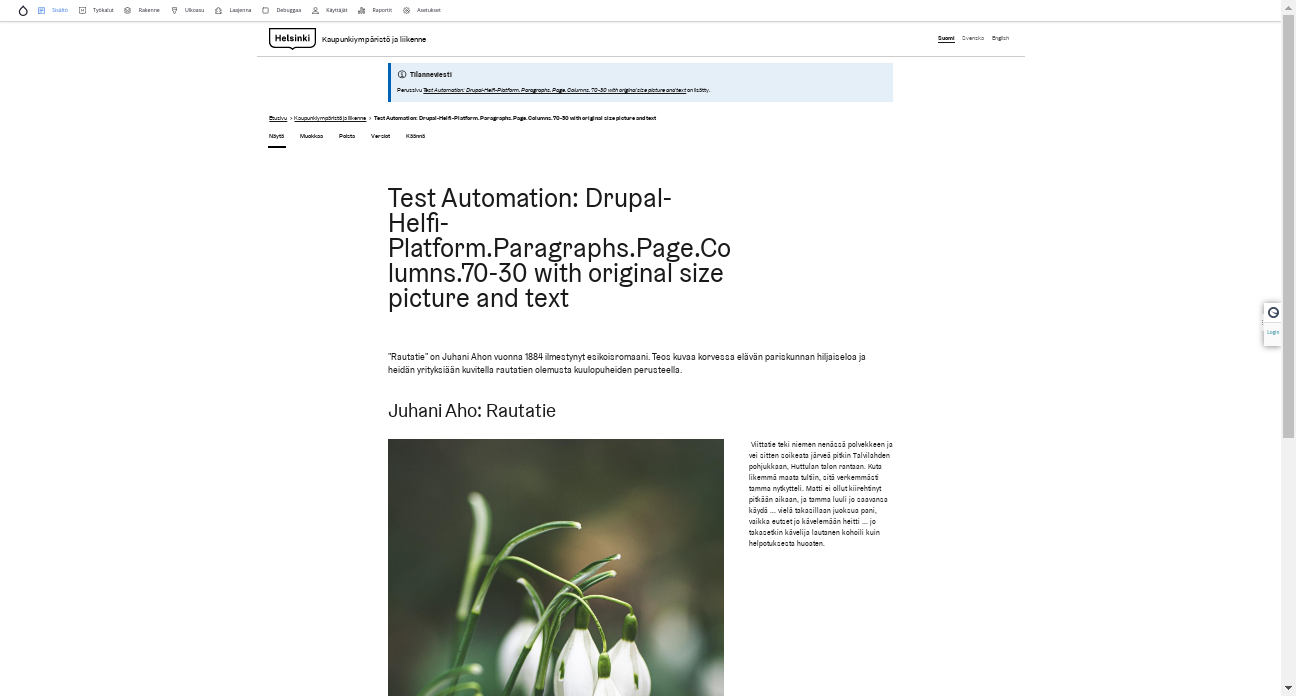 Sisältö Työkalut Rakenne Ulkoasu Laajenna Debuggaa Käyttäjät Raportit Asetukset
Helsinki Kaupunkiympäristö ja liikenne Suomi Svenska English
Tilanneviesti
Perussivu Test Automation: Drupal-Helfi-Platform.Paragraphs.Page.Columns.70-30 with original size picture and text on lisätty.
Etusivu > Kaupunkiympäristö ja liikenne > Test Automation: Drupal-Helfi-Platform.Paragraphs.Page.Columns.70-30 with original size picture and text
Näytä Muokkaa Poista Versiot Käännä
Test Automation: Drupal-
Helfi-
Platform.Paragraphs.Page.Co
lumns.70-30 with original size
picture and text
Login
"Rautatie" on Juhani Ahon vuonna 1884 ilmestynyt esikoisromaani. Teos kuvaa korvessa elävän pariskunnan hiljaiseloa ja
heidän yrityksiään kuvitella rautatien olemusta kuulopuheiden perusteella.
Juhani Aho: Rautatie
Viittatie teki niemen nenässä polvekkeen ja
vei sitten soikeata järveä pitkin Talvilahden
pohjukkaan, Huttulan talon rantaan. Kuta
likemmä maata tultiin, sitä verkemmästi
tamma nytkytteli. Matti ei ollut kiirehtinyt
pitkään aikaan, ja tamma luuli jo saavansa
käydä ... vielä takasillaan juoksua pani,
vaikka eutset jo kävelemään heitti ... jo
takasetkin kävelijä lautanen kohoili kuin
helpotuksesta huoaten.